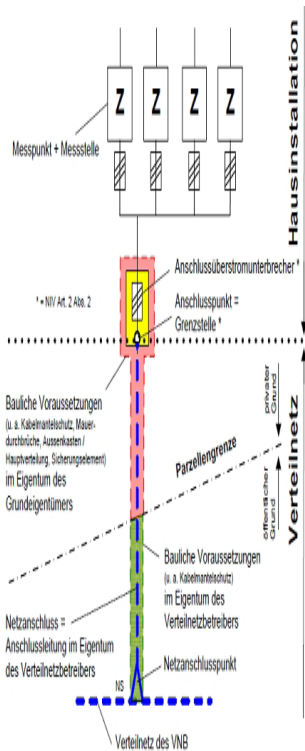 Z Z Z Z
Messpunkt + Messstelle
Hausinstallation
Anschlussüberstromunterbrecher *
* = NIV Art. 2 Abs. 2
Anschlusspunkt =
Grenzstelle *
Bauliche Voraussetzungen
(u. a. Kabelmantelschutz, Mauer-
durchbrüche, Aussenkasten /
Hauptverteilung, Sicherungselement)
im Eigentum des
Grundeigentümers
Parzellengrenze
privater
Grund
öffentlicher
Grund
Verteilnetz
Bauliche Voraussetzungen
(u. a. Kabelmantelschutz)
im Eigentum des
Verteilnetzbetreibers
Netzanschluss =
Anschlussleitung im Eigentum
des Verteilnetzbetreibers
Netzanschlusspunkt
NS
Verteilnetz des VNB